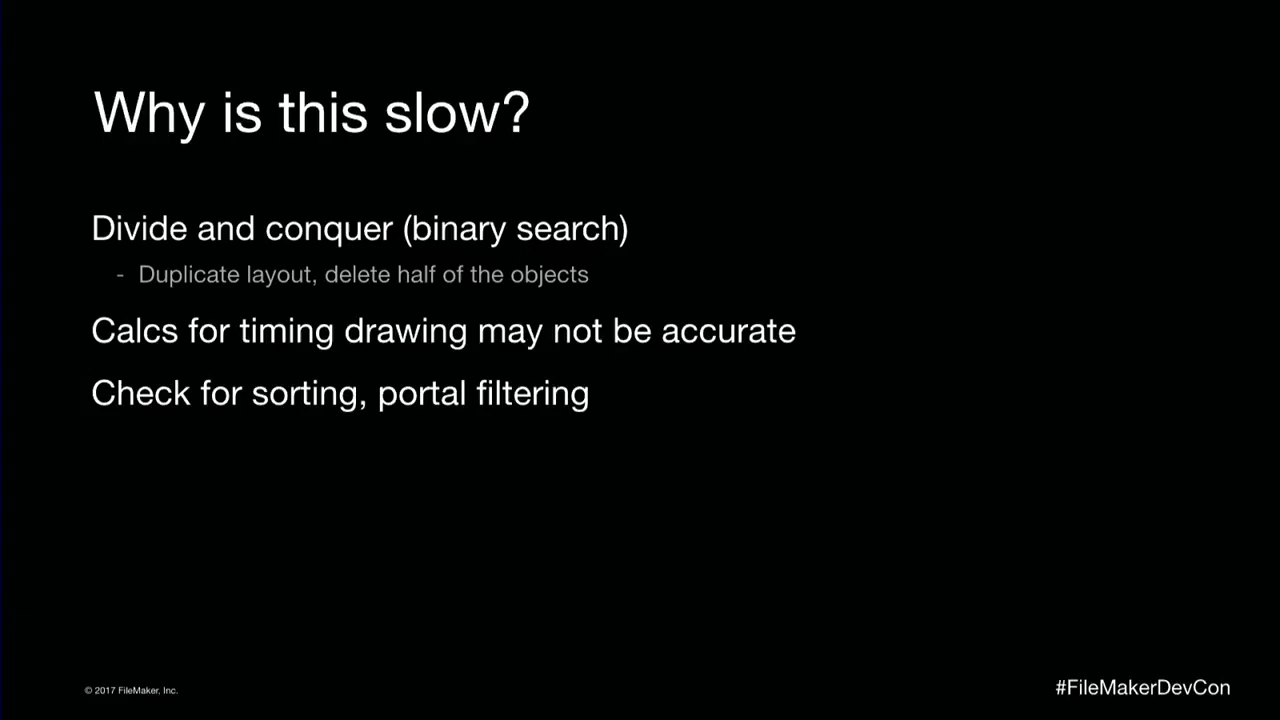 Why is this slow?
Divide and conquer (binary search)
- Duplicate layout, delete half of the objects
Calcs for timing drawing may not be accurate
Check for sorting, portal filtering
© 2017 FileMaker, Inc.
#FileMakerDevCon